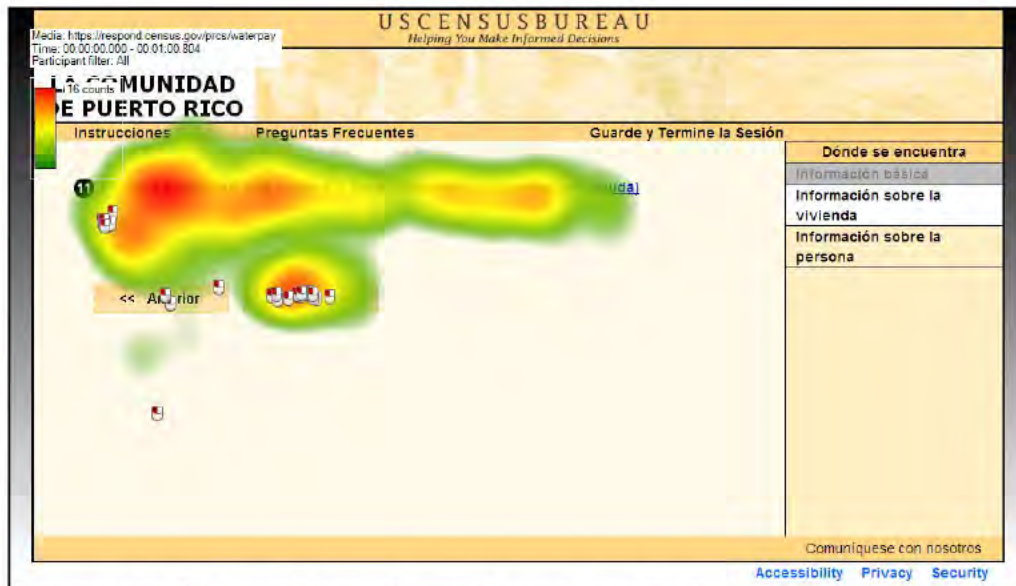 USCENSUSBUREAU
Helping You Make Informed Decisions
Media: https://respond.census.gov/prcs/waterpay
Time: 00:00:00.000 - 00:01:00.804
Participant filter: All
LA COMUNIDAD
16 counts
DE PUERTO RICO
Instrucciones Preguntas Frecuentes Guarde y Termine la Sesión
Dónde se encuentra
Información básica
11
Información sobre la
vivienda
Información sobre la
persona
<< Anterior
Comuníquese con nosotros
Accessibility Privacy Security